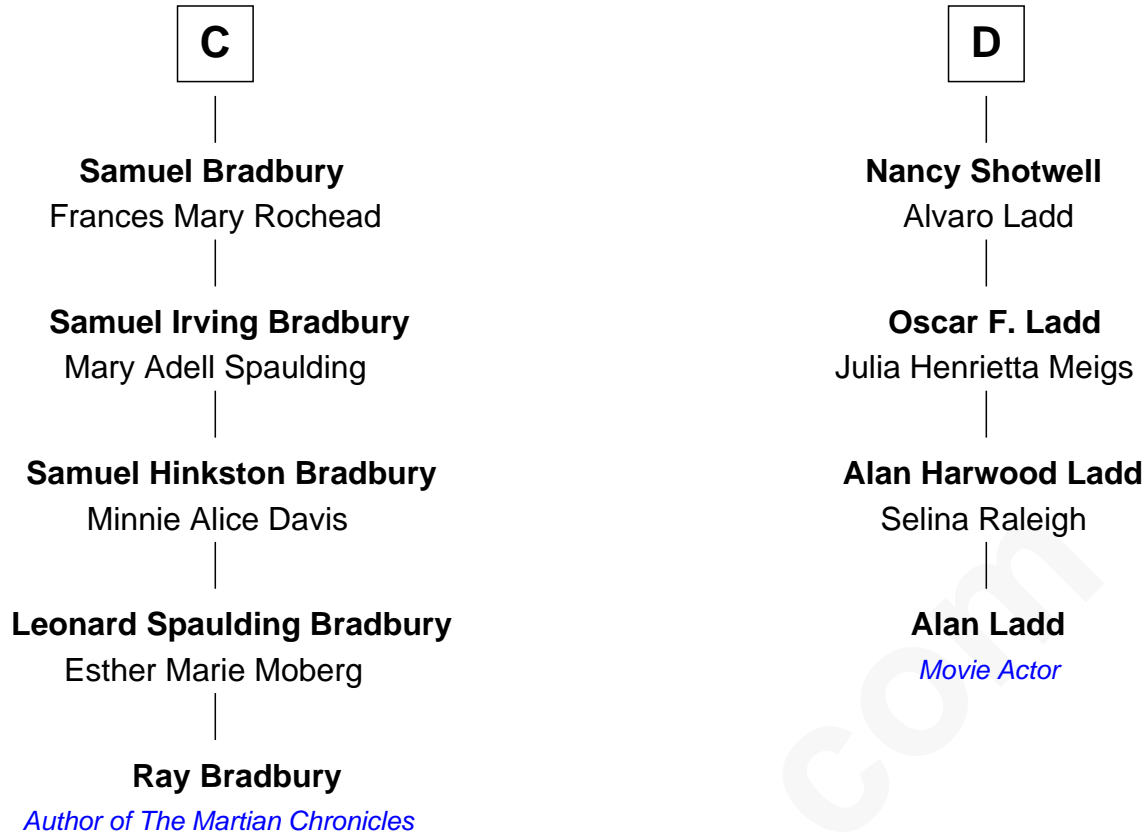 C
Samuel Bradbury
Frances Mary Rochead
Samuel Irving Bradbury
Mary Adell Spaulding
Samuel Hinkston Bradbury
Minnie Alice Davis
Leonard Spaulding Bradbury
Esther Marie Moberg
Ray Bradbury
Author of The Martian Chronicles
D
Nancy Shotwell
Alvaro Ladd
Oscar F. Ladd
Julia Henrietta Meigs
Alan Harwood Ladd
Selina Raleigh
Alan Ladd
Movie Actor
com